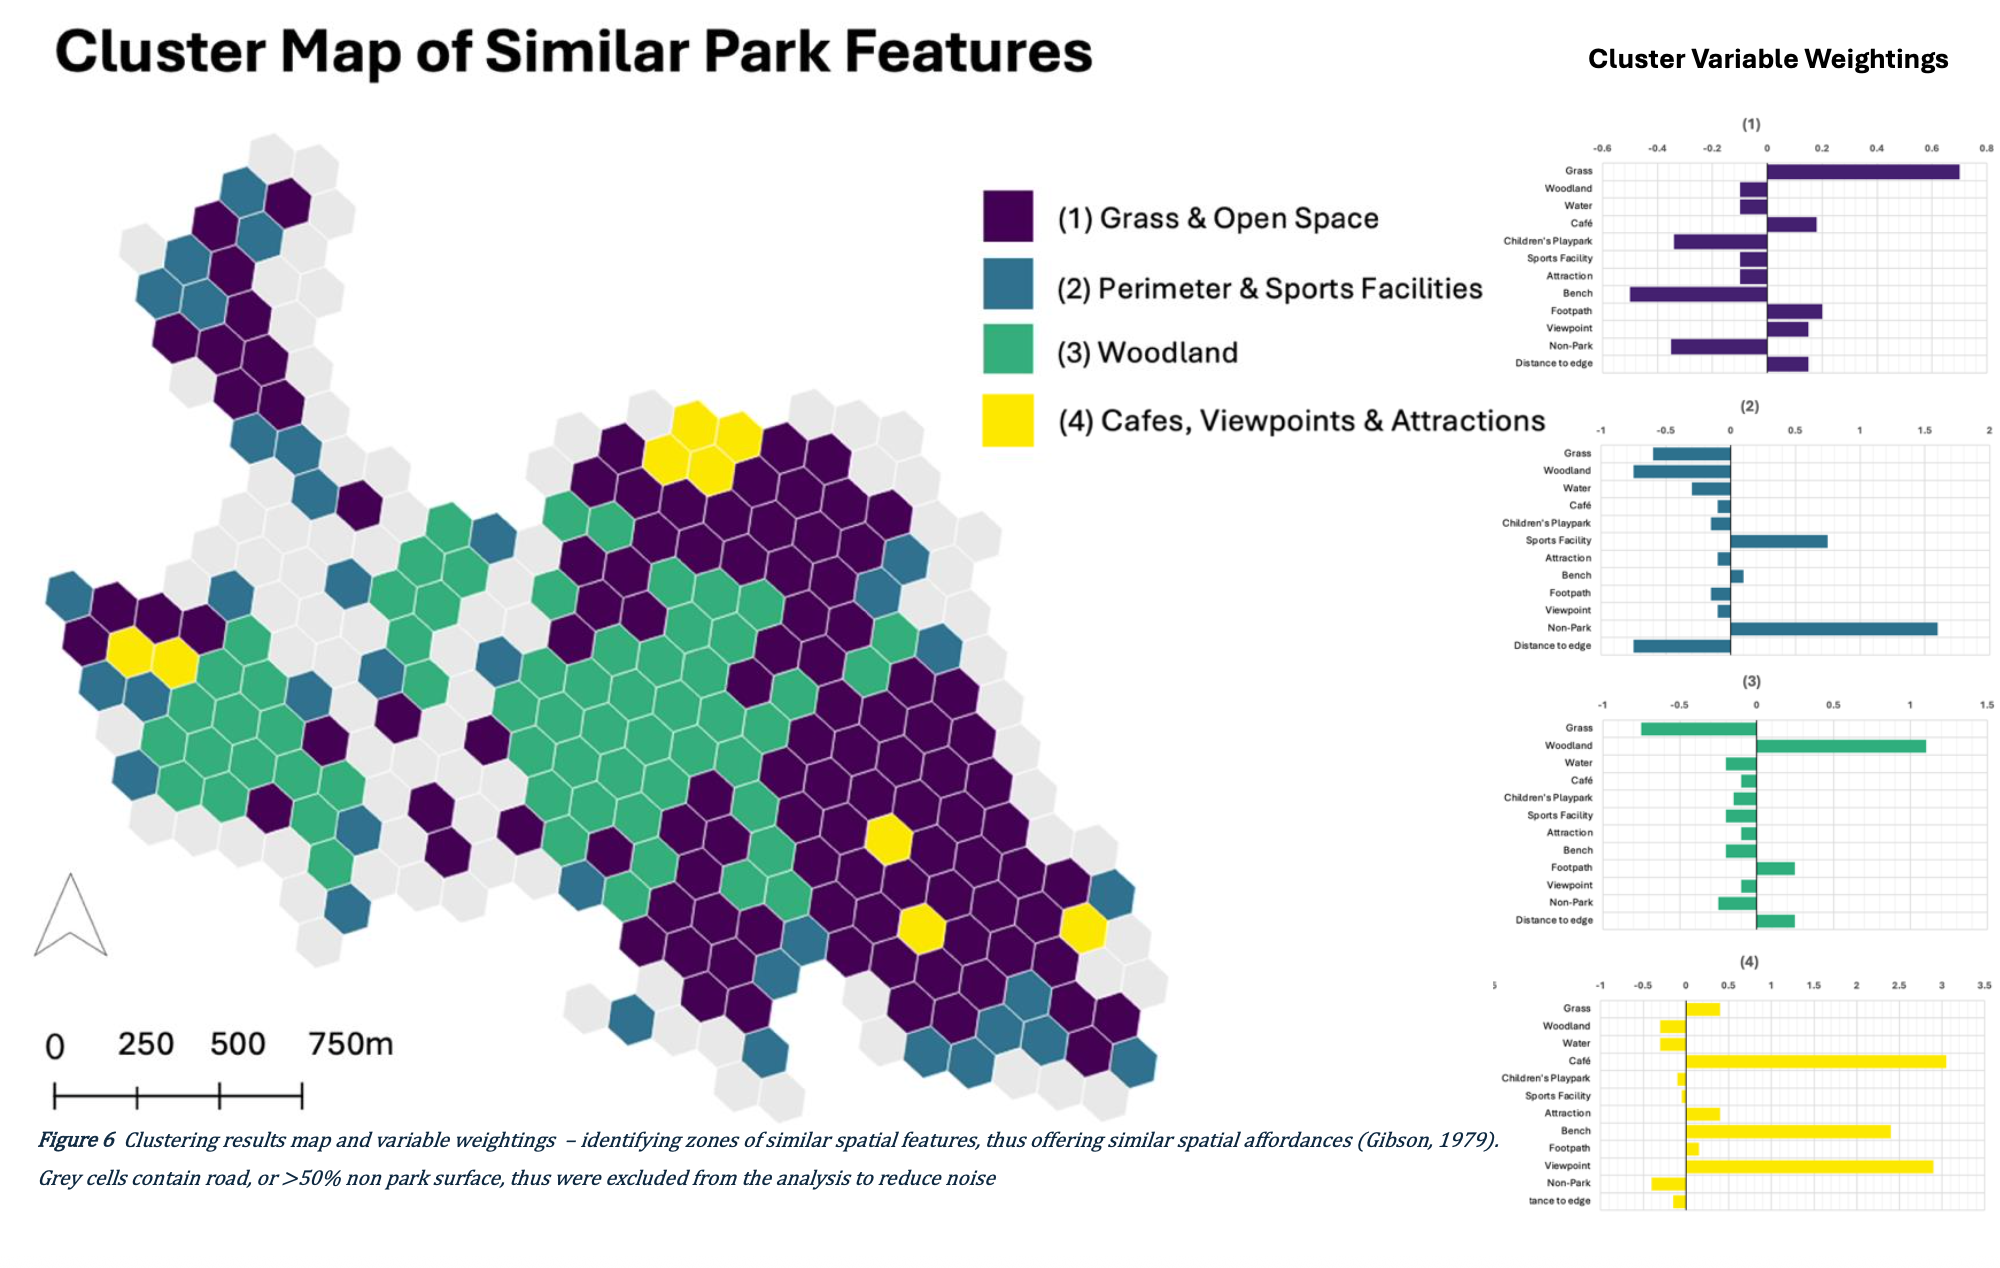 Cluster Map of Similar Park Features
Cluster Variable Weightings
(1) Grass & Open Space
(2) Perimeter & Sports Facilities
(3) Woodland
(4) Cafes, Viewpoints & Attractions
(1)
-0.6 -0.4 -0.2 0 0.2 0.4 0.6 0.8
Grass
Woodland
Water
Café
Children's Playpark
Sports Facility
Attraction
Bench
Footpath
Viewpoint
Non-Park
Distance to edge
(2)
-1 -0.5 0 0.5 1 1.5 2
Grass
Woodland
Water
Café
Children's Playpark
Sports Facility
Attraction
Bench
Footpath
Viewpoint
Non-Park
Distance to edge
(3)
-1 -0.5 0 0.5 1 1.5
Grass
Woodland
Water
Café
Children's Playpark
Sports Facility
Attraction
Bench
Footpath
Viewpoint
Non-Park
Distance to edge
(4)
-1 -0.5 0 0.5 1 1.5 2 2.5 3 3.5
Grass
Woodland
Water
Café
Children's Playpark
Sports Facility
Attraction
Bench
Footpath
Viewpoint
Non-Park
tance to edge
0 250 500 750m
Figure 6 Clustering results map and variable weightings – identifying zones of similar spatial features, thus offering similar spatial affordances (Gibson, 1979).
Grey cells contain road, or >50% non park surface, thus were excluded from the analysis to reduce noise